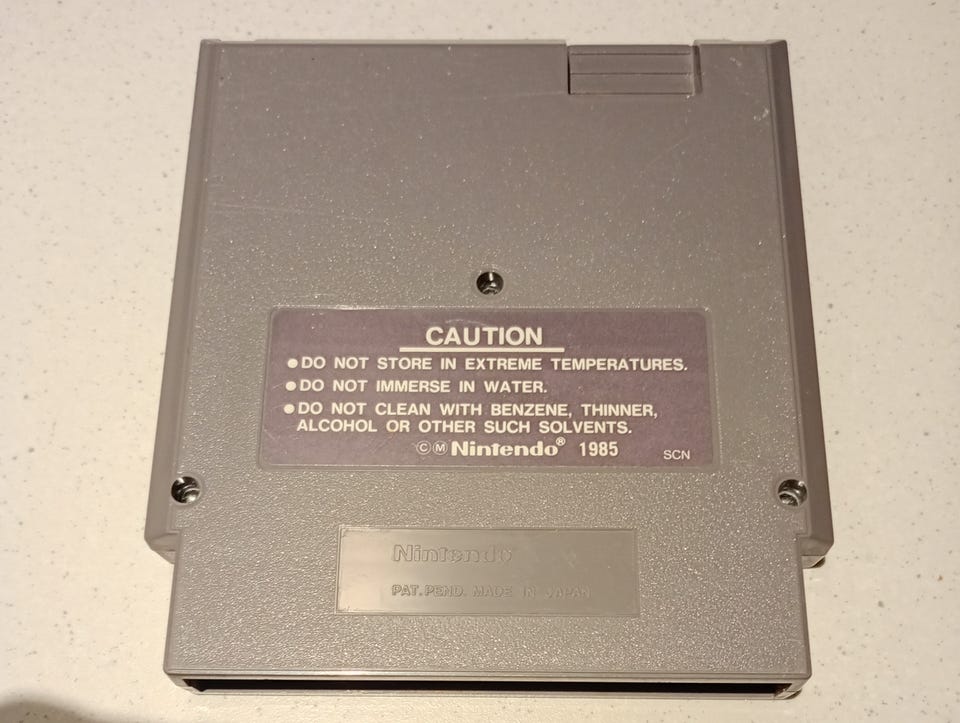 CAUTION
●DO NOT STORE IN EXTREME TEMPERATURES.
●DO NOT IMMERSE IN WATER.
●DO NOT CLEAN WITH BENZENE, THINNER,
ALCOHOL OR OTHER SUCH SOLVENTS.
ⒸⓂ Nintendo® 1985
SCN
Nintendo
PAT. PEND. MADE IN JAPAN